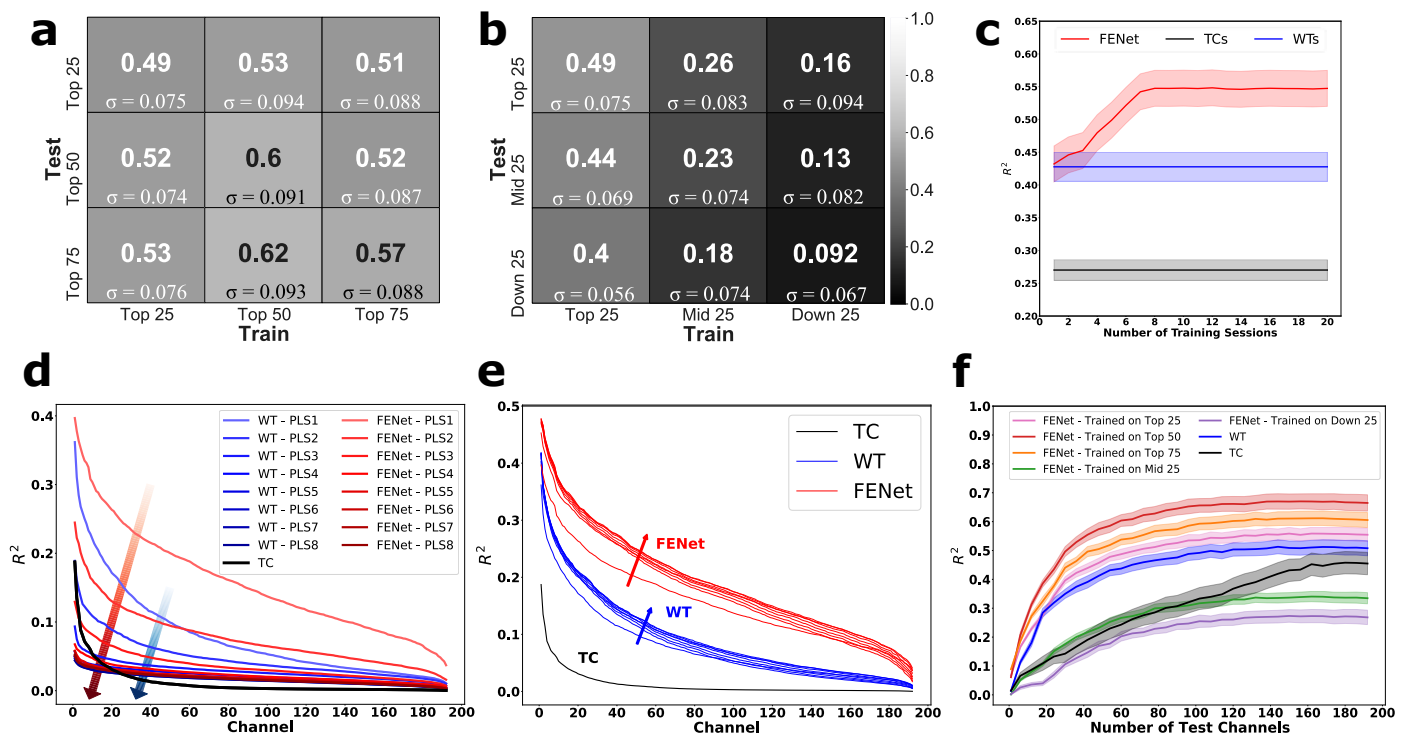 a
Test
Top 25
Top 50
Top 75
0.49
0.53
0.51
σ = 0.075
σ = 0.094
σ = 0.088
0.52
0.6
0.52
σ = 0.074
σ = 0.091
σ = 0.087
0.53
0.62
0.57
σ = 0.076
σ = 0.093
σ = 0.088
Top 25
Top 50
Top 75
Train
b
Test
Top 25
Mid 25
Down 25
0.49
0.26
0.16
σ = 0.075
σ = 0.083
σ = 0.094
0.44
0.23
0.13
σ = 0.069
σ = 0.074
σ = 0.082
0.4
0.18
0.092
σ = 0.056
σ = 0.074
σ = 0.067
Top 25
Mid 25
Down 25
Train
1.0
0.8
0.6
0.4
0.2
0.0
c
FENet
TCs
WTs
R²
0.65
0.60
0.55
0.50
0.45
0.40
0.35
0.30
0.25
0.20
0 2 4 6 8 10 12 14 16 18 20
Number of Training Sessions
d
R²
0.4
0.3
0.2
0.1
0.0
WT - PLS1
WT - PLS2
WT - PLS3
WT - PLS4
WT - PLS5
WT - PLS6
WT - PLS7
WT - PLS8
TC
FENet - PLS1
FENet - PLS2
FENet - PLS3
FENet - PLS4
FENet - PLS5
FENet - PLS6
FENet - PLS7
FENet - PLS8
0 20 40 60 80 100 120 140 160 180 200
Channel
e
R²
0.5
0.4
0.3
0.2
0.1
0.0
TC
WT
FENet
FENet
WT
TC
0 20 40 60 80 100 120 140 160 180 200
Channel
f
R²
1.0
0.9
0.8
0.7
0.6
0.5
0.4
0.3
0.2
0.1
0.0
FENet - Trained on Top 25
FENet - Trained on Top 50
FENet - Trained on Top 75
FENet - Trained on Mid 25
FENet - Trained on Down 25
WT
TC
0 20 40 60 80 100 120 140 160 180 200
Number of Test Channels